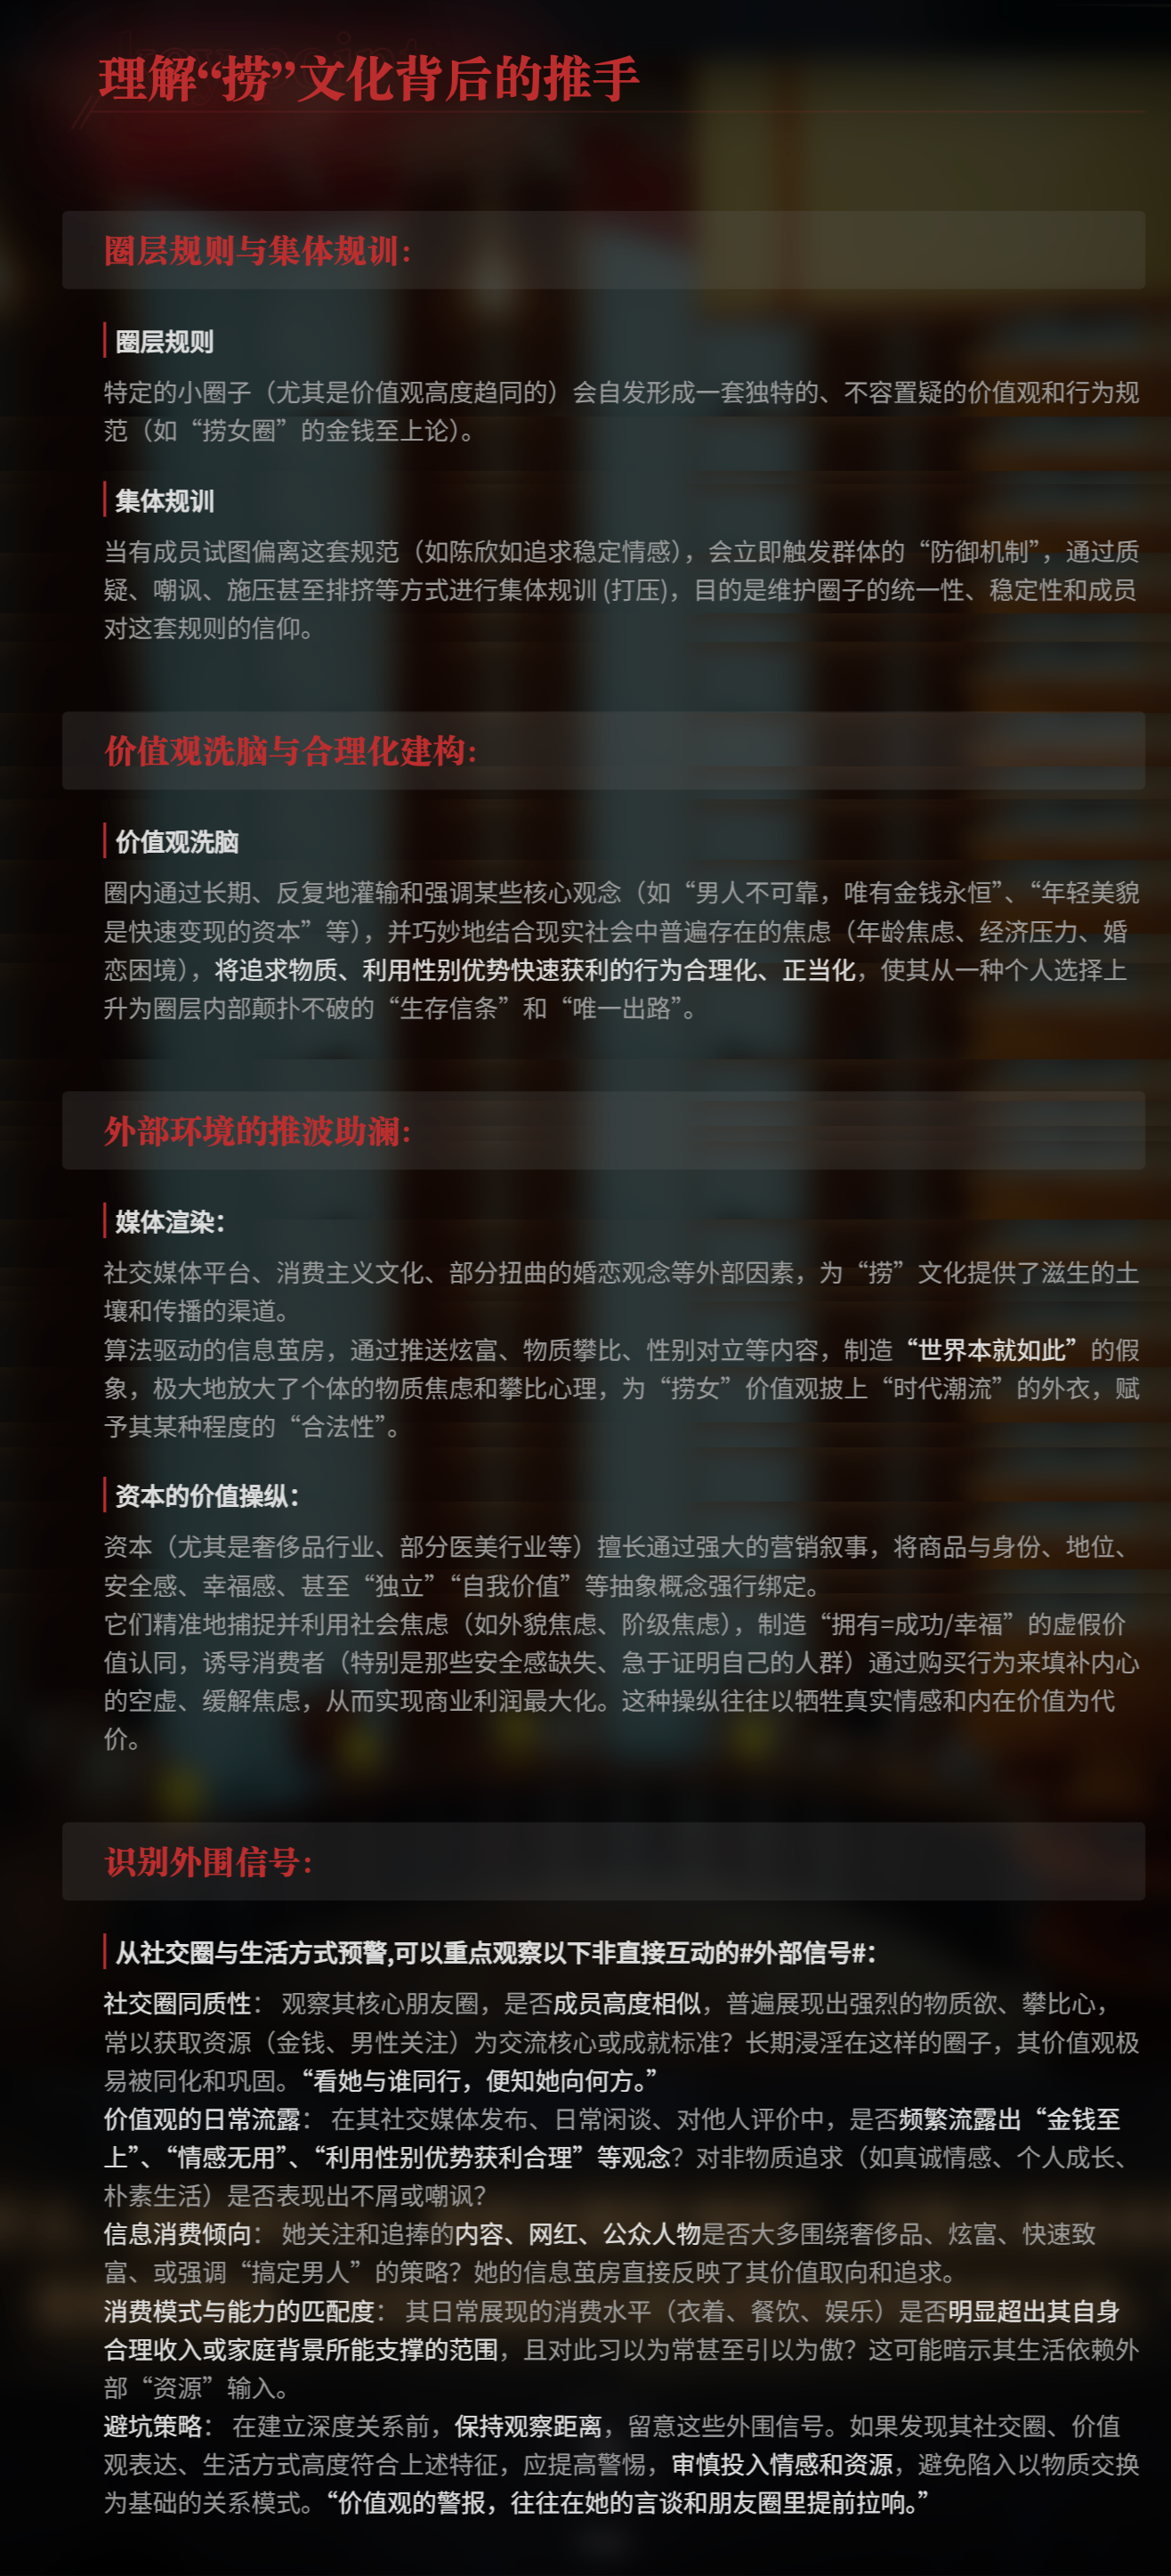 理解“捞”文化背后的推手
圈层规则与集体规训：
圈层规则
特定的小圈子（尤其是价值观高度趋同的）会自发形成一套独特的、不容置疑的价值观和行为规
范（如“捞女圈”的金钱至上论）。
集体规训
当有成员试图偏离这套规范（如陈欣如追求稳定情感），会立即触发群体的“防御机制”，通过质
疑、嘲讽、施压甚至排挤等方式进行集体规训 (打压)，目的是维护圈子的统一性、稳定性和成员
对这套规则的信仰。
价值观洗脑与合理化建构：
价值观洗脑
圈内通过长期、反复地灌输和强调某些核心观念（如“男人不可靠，唯有金钱永恒”、“年轻美貌
是快速变现的资本”等），并巧妙地结合现实社会中普遍存在的焦虑（年龄焦虑、经济压力、婚
恋困境），将追求物质、利用性别优势快速获利的行为合理化、正当化，使其从一种个人选择上
升为圈层内部颠扑不破的“生存信条”和“唯一出路”。
外部环境的推波助澜：
媒体渲染：
社交媒体平台、消费主义文化、部分扭曲的婚恋观念等外部因素，为“捞”文化提供了滋生的土
壤和传播的渠道。
算法驱动的信息茧房，通过推送炫富、物质攀比、性别对立等内容，制造“世界本就如此”的假
象，极大地放大了个体的物质焦虑和攀比心理，为“捞女”价值观披上“时代潮流”的外衣，赋
予其某种程度的“合法性”。
资本的价值操纵：
资本（尤其是奢侈品行业、部分医美行业等）擅长通过强大的营销叙事，将商品与身份、地位、
安全感、幸福感、甚至“独立”“自我价值”等抽象概念强行绑定。
它们精准地捕捉并利用社会焦虑（如外貌焦虑、阶级焦虑），制造“拥有=成功/幸福”的虚假价
值认同，诱导消费者（特别是那些安全感缺失、急于证明自己的人群）通过购买行为来填补内心
的空虚、缓解焦虑，从而实现商业利润最大化。这种操纵往往以牺牲真实情感和内在价值为代
价。
识别外围信号：
从社交圈与生活方式预警,可以重点观察以下非直接互动的#外部信号#：
社交圈同质性： 观察其核心朋友圈，是否成员高度相似，普遍展现出强烈的物质欲、攀比心，
常以获取资源（金钱、男性关注）为交流核心或成就标准？长期浸淫在这样的圈子，其价值观极
易被同化和巩固。“看她与谁同行，便知她向何方。”
价值观的日常流露： 在其社交媒体发布、日常闲谈、对他人评价中，是否频繁流露出“金钱至
上”、“情感无用”、“利用性别优势获利合理”等观念？对非物质追求（如真诚情感、个人成长、
朴素生活）是否表现出不屑或嘲讽？
信息消费倾向： 她关注和追捧的内容、网红、公众人物是否大多围绕奢侈品、炫富、快速致
富、或强调“搞定男人”的策略？她的信息茧房直接反映了其价值取向和追求。
消费模式与能力的匹配度： 其日常展现的消费水平（衣着、餐饮、娱乐）是否明显超出其自身
合理收入或家庭背景所能支撑的范围，且对此习以为常甚至引以为傲？这可能暗示其生活依赖外
部“资源”输入。
避坑策略： 在建立深度关系前，保持观察距离，留意这些外围信号。如果发现其社交圈、价值
观表达、生活方式高度符合上述特征，应提高警惕，审慎投入情感和资源，避免陷入以物质交换
为基础的关系模式。“价值观的警报，往往在她的言谈和朋友圈里提前拉响。”